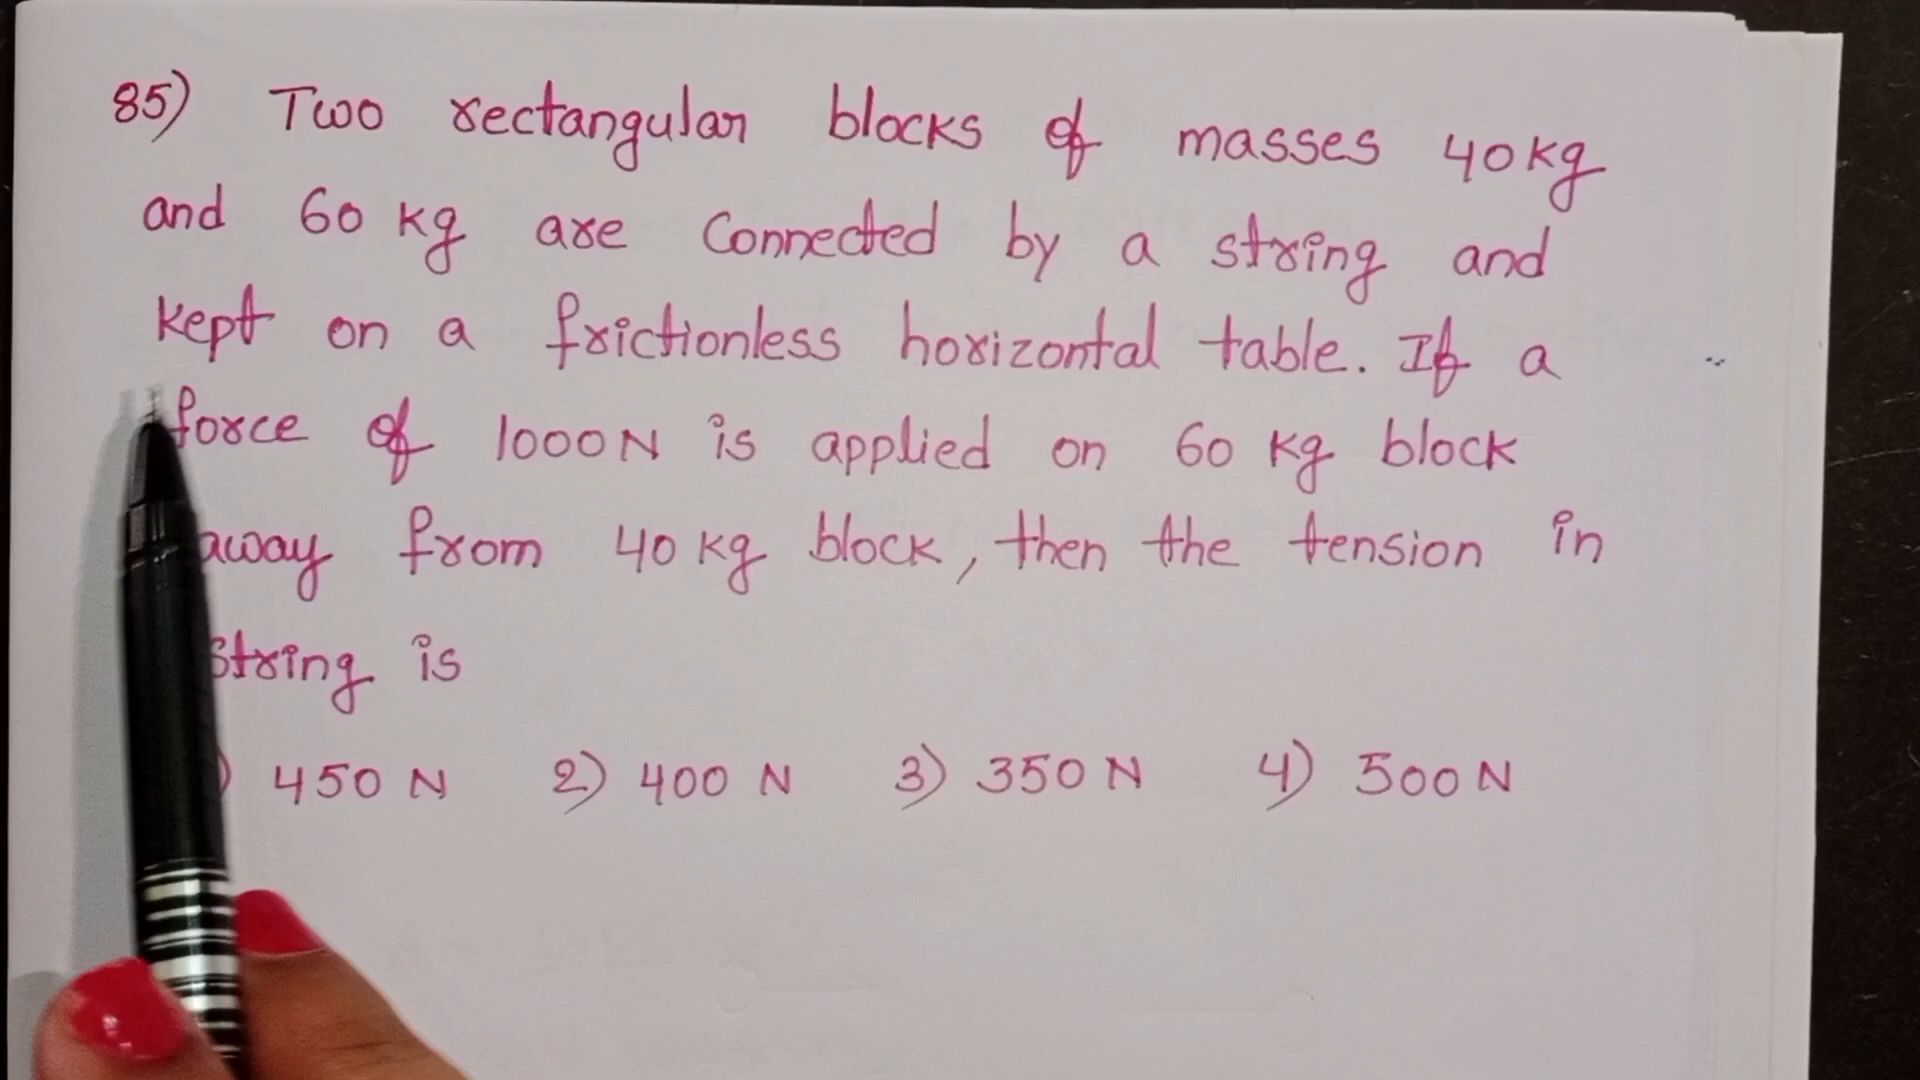 85) Two rectangular blocks of masses 40kg
and 60 kg are connected by a string and
kept on a frictionless horizontal table. If a
force of 1000N is applied on 60 kg block
away from 40 kg block, then the tension in
string is
) 450 N 2) 400 N 3) 350 N 4) 500 N